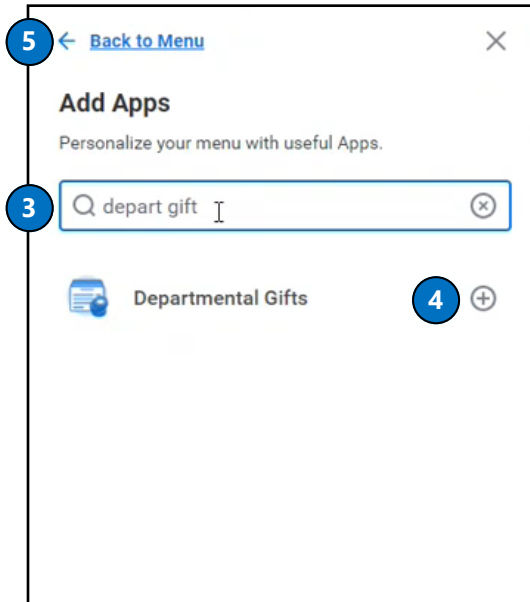 5 Back to Menu
Add Apps
Personalize your menu with useful Apps.
3 depart gift
Departmental Gifts 4